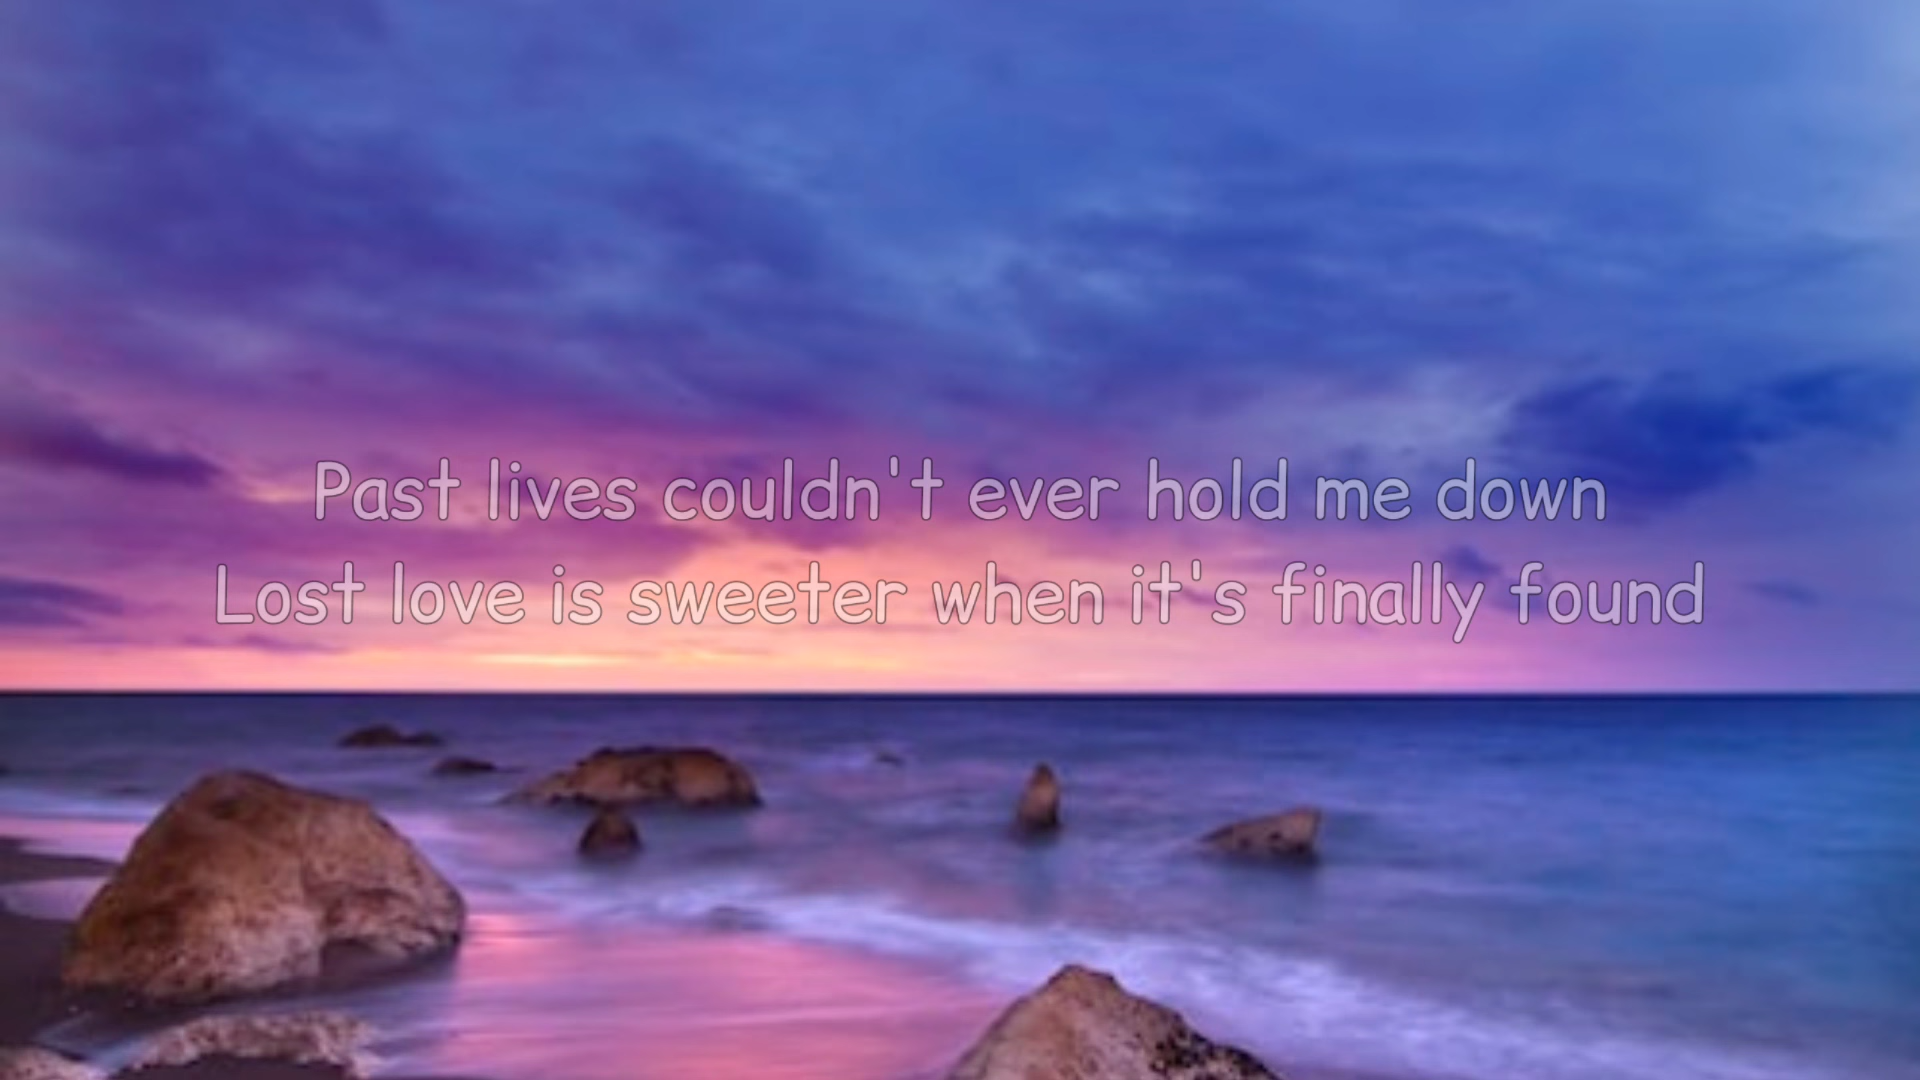 Past lives couldn't ever hold me down
Lost love is sweeter when it's finally found